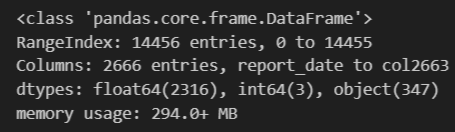 <class 'pandas.core.frame.DataFrame'>
RangeIndex: 14456 entries, 0 to 14455
Columns: 2666 entries, report_date to col2663
dtypes: float64(2316), int64(3), object(347)
memory usage: 294.0+ MB